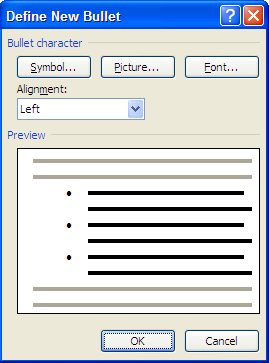 Define New Bullet
Bullet character
Symbol... Picture... Font...
Alignment:
Left
Preview
OK Cancel